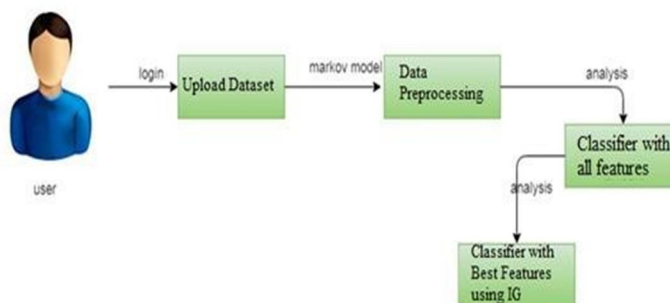 login
Upload Dataset
markov model
Data
Preprocessing
analysis
Classifier with
all features
analysis
Classifier with
Best Features
using IG
user